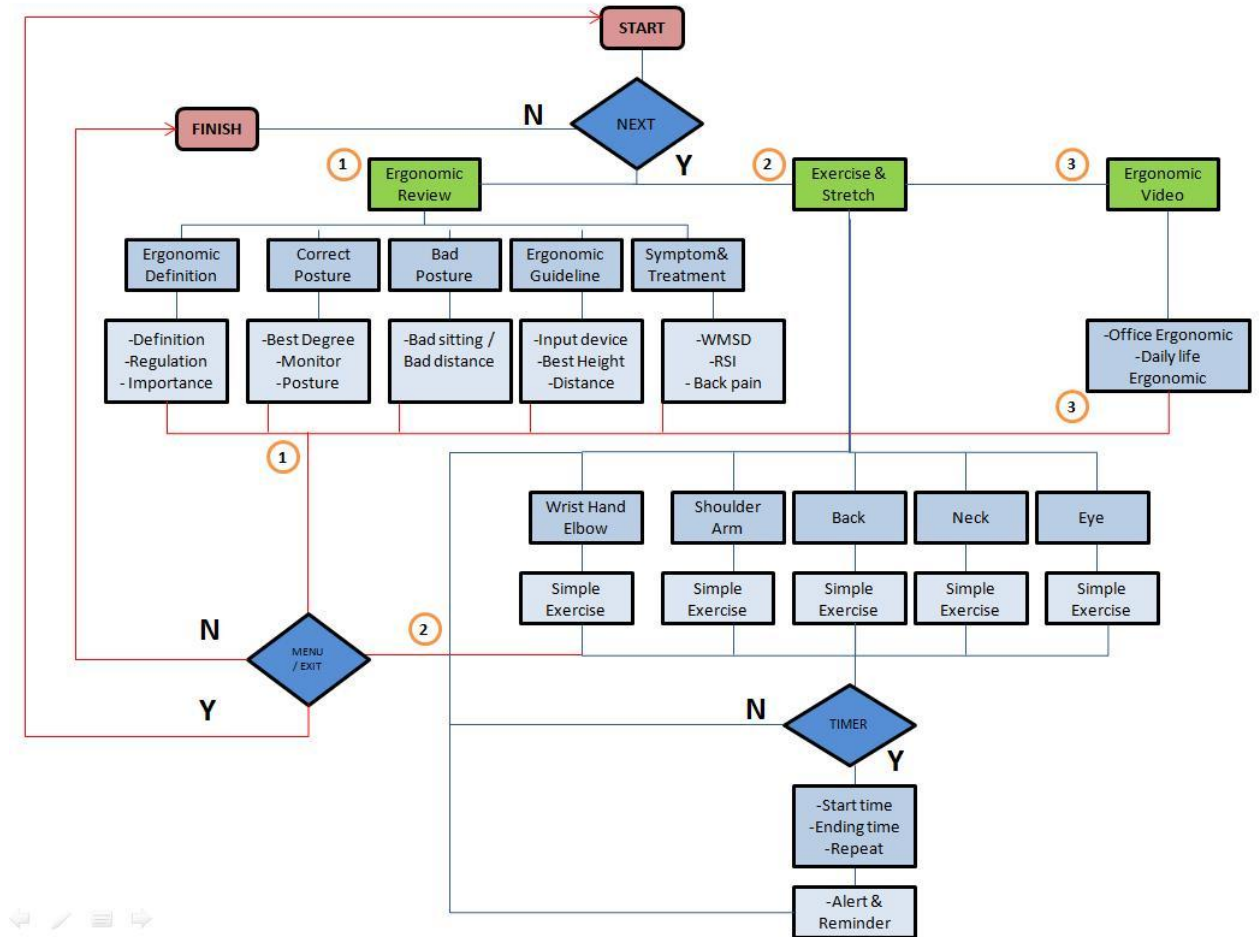 START
NEXT
N
Y
FINISH
1
Ergonomic
Review
2
Exercise &
Stretch
3
Ergonomic
Video
Ergonomic
Definition
Correct
Posture
Bad
Posture
Ergonomic
Guideline
Symptom&
Treatment
-Definition
-Regulation
- Importance
-Best Degree
-Monitor
-Posture
-Bad sitting /
Bad distance
-Input device
-Best Height
-Distance
-WMSD
-RSI
- Back pain
-Office Ergonomic
-Daily life
Ergonomic
3
1
Wrist Hand
Elbow
Shoulder
Arm
Back
Neck
Eye
Simple
Exercise
Simple
Exercise
Simple
Exercise
Simple
Exercise
Simple
Exercise
N
2
MENU
/ EXIT
Y
N
TIMER
Y
-Start time
-Ending time
-Repeat
-Alert &
Reminder